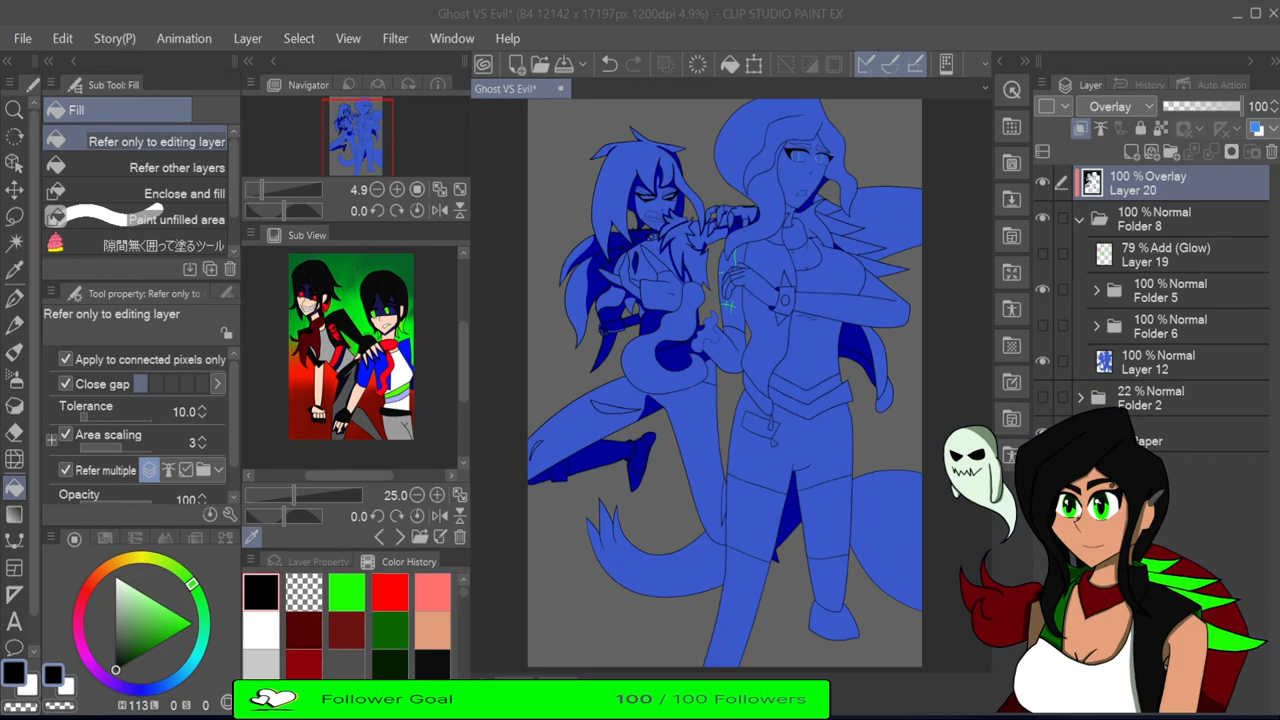 Ghost VS Evil* (B4 12142 x 17197px 1200dpi 4.9%) - CLIP STUDIO PAINT EX
File Edit Story(P) Animation Layer Select View Filter Window Help
Sub Tool: Fill
Fill
Refer only to editing layer
Refer other layers
Enclose and fill
Paint unfilled area
隙間無く囲って塗るツール
Tool property: Refer only to
Refer only to editing layer
Apply to connected pixels only
Close gap
Tolerance 10.0
Area scaling 3
Refer multiple
Opacity 100
H 113 L 0 S 0
Navigator
4.9
0.0
Sub View
25.0
0.0
Layer Property Color History
Ghost VS Evil*
Layer History Auto Action
Overlay 100
100 % Overlay
Layer 20
100 % Normal
Folder 8
79 % Add (Glow)
Layer 19
100 % Normal
Folder 5
100 % Normal
Folder 6
100 % Normal
Layer 12
22 % Normal
Folder 2
aper
Follower Goal 100 / 100 Followers